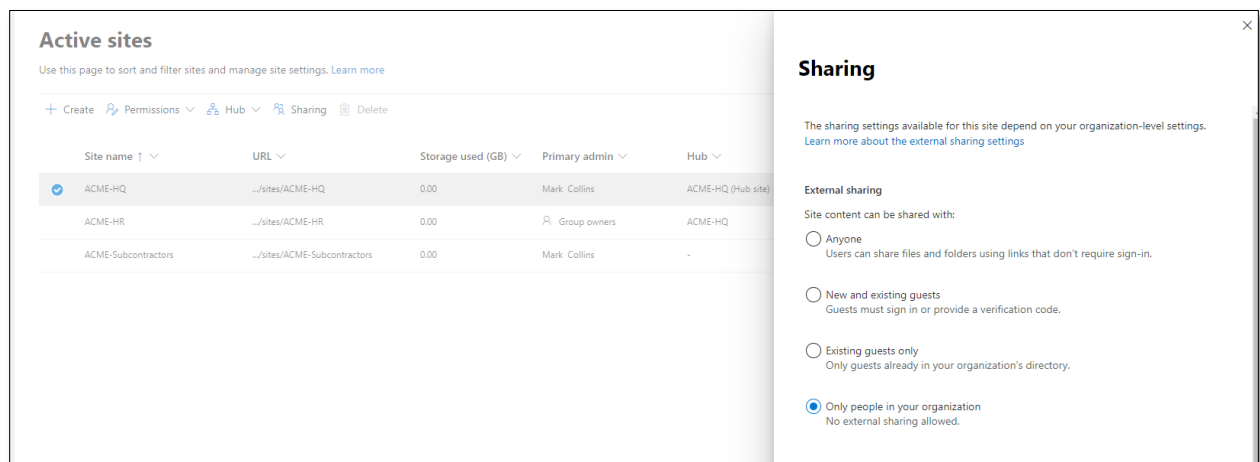 Active sites
Use this page to sort and filter sites and manage site settings. Learn more
Create Permissions Hub Sharing Delete
Site name ↑ URL Storage used (GB) Primary admin Hub
ACME-HQ .../sites/ACME-HQ 0.00 Mark Collins ACME-HQ (Hub site)
ACME-HR .../sites/ACME-HR 0.00 Group owners ACME-HQ
ACME-Subcontractors .../sites/ACME-Subcontractors 0.00 Mark Collins -
Sharing
The sharing settings available for this site depend on your organization-level settings.
Learn more about the external sharing settings
External sharing
Site content can be shared with:
Anyone
Users can share files and folders using links that don't require sign-in.
New and existing guests
Guests must sign in or provide a verification code.
Existing guests only
Only guests already in your organization's directory.
Only people in your organization
No external sharing allowed.